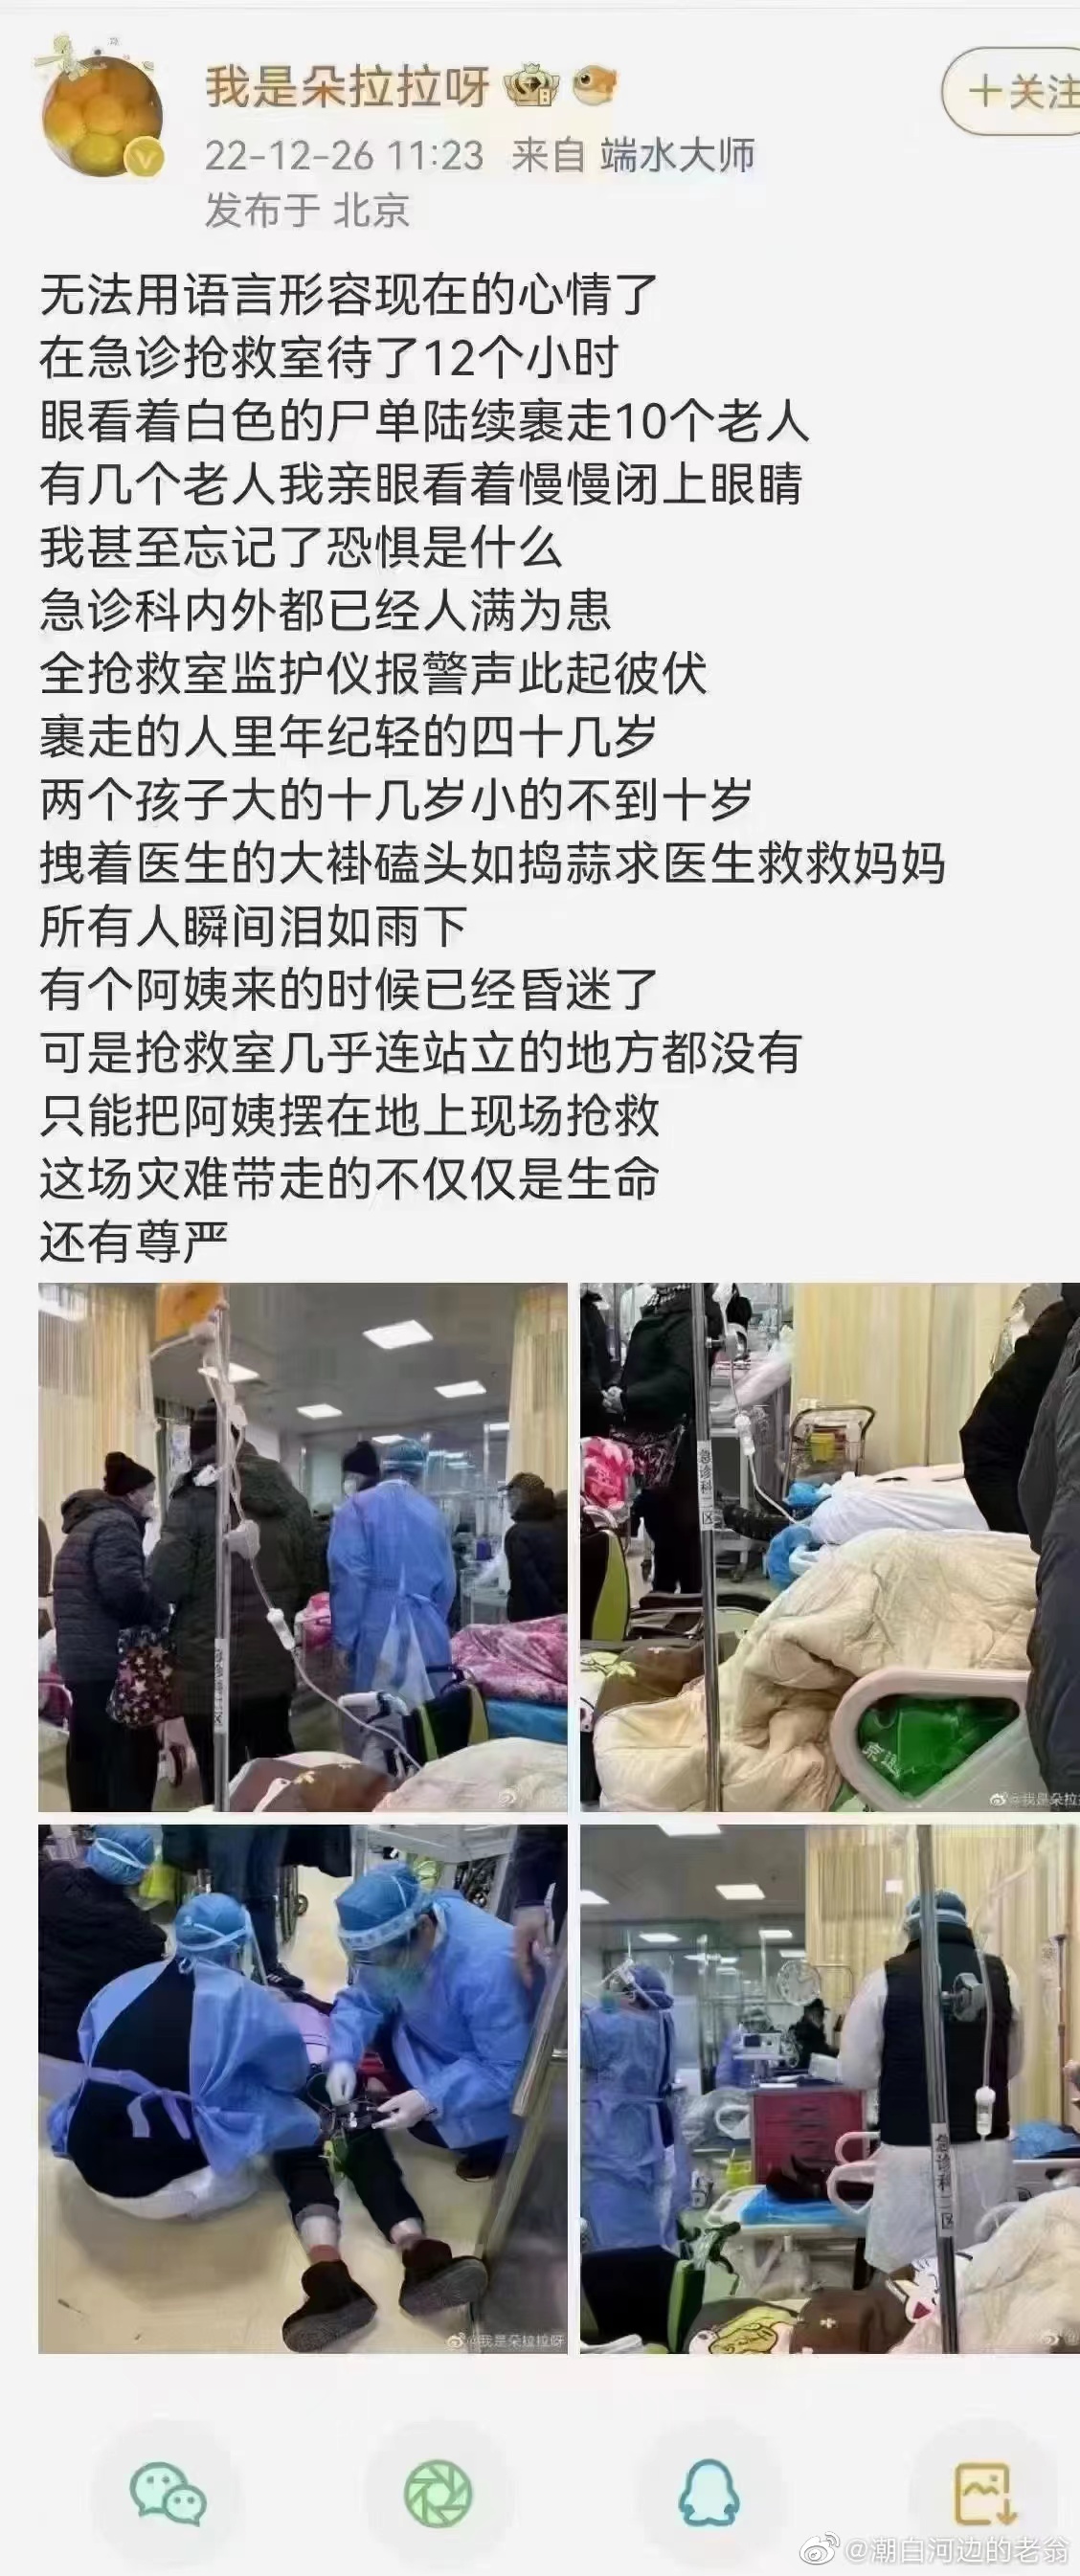 我是朵拉拉呀
十关注
22-12-26 11:23 来自 端水大师
发布于 北京
无法用语言形容现在的心情了
在急诊抢救室待了12个小时
眼看着白色的尸单陆续裹走10个老人
有几个老人我亲眼看着慢慢闭上眼睛
我甚至忘记了恐惧是什么
急诊科内外都已经人满为患
全抢救室监护仪报警声此起彼伏
裹走的人里年纪轻的四十几岁
两个孩子大的十几岁小的不到十岁
拽着医生的大褂磕头如捣蒜求医生救救妈妈
所有人瞬间泪如雨下
有个阿姨来的时候已经昏迷了
可是抢救室几乎连站立的地方都没有
只能把阿姨摆在地上现场抢救
这场灾难带走的不仅仅是生命
还有尊严
急诊科二区
急诊科二区
@我是朵拉
@我是朵拉拉呀
急诊科二区
@潮白河边的老翁